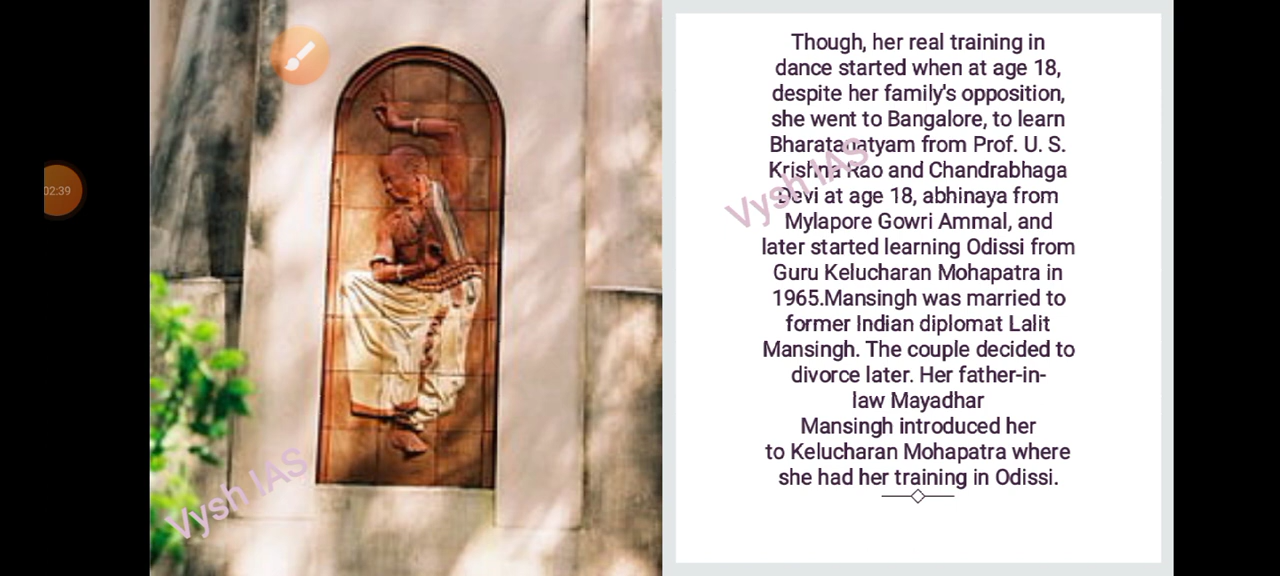 02:39
Though, her real training in
dance started when at age 18,
despite her family's opposition,
she went to Bangalore, to learn
Bharatanatyam from Prof. U. S.
Krishna Rao and Chandrabhaga
Devi at age 18, abhinaya from
Mylapore Gowri Ammal, and
later started learning Odissi from
Guru Kelucharan Mohapatra in
1965.Mansingh was married to
former Indian diplomat Lalit
Mansingh. The couple decided to
divorce later. Her father-in-
law Mayadhar
Mansingh introduced her
to Kelucharan Mohapatra where
she had her training in Odissi.
Vysh IAS
Vysh IAS